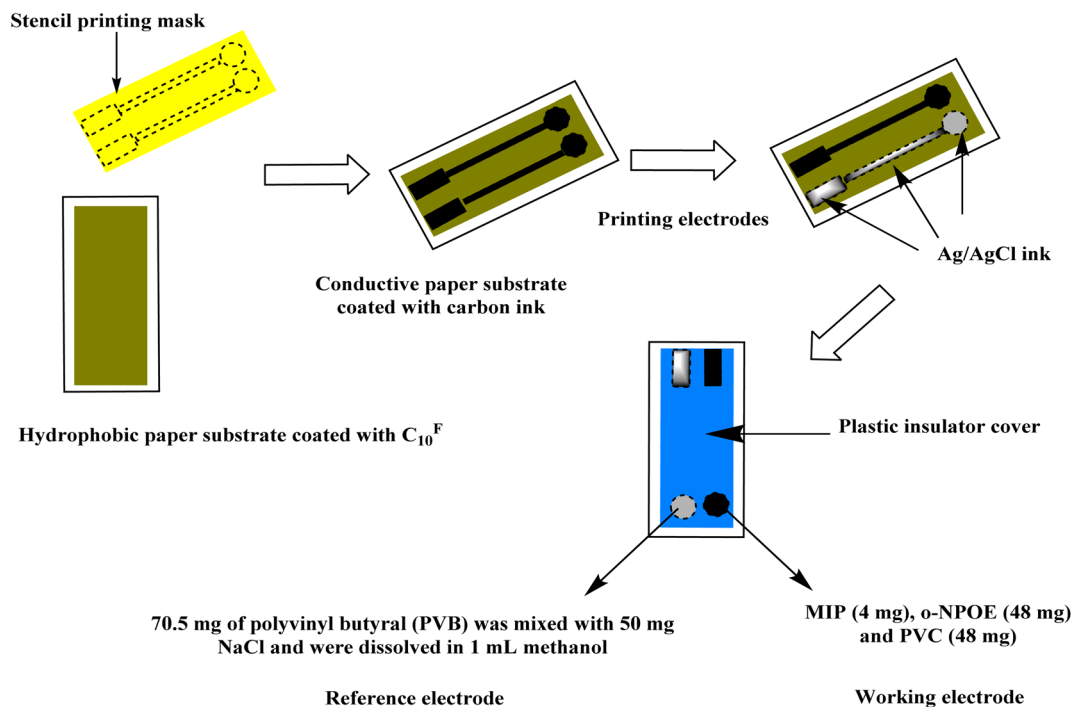 Stencil printing mask
Printing electrodes
Ag/AgCl ink
Conductive paper substrate
coated with carbon ink
Hydrophobic paper substrate coated with C₁₀ᶠ
Plastic insulator cover
70.5 mg of polyvinyl butyral (PVB) was mixed with 50 mg
NaCl and were dissolved in 1 mL methanol
MIP (4 mg), o-NPOE (48 mg)
and PVC (48 mg)
Reference electrode
Working electrode